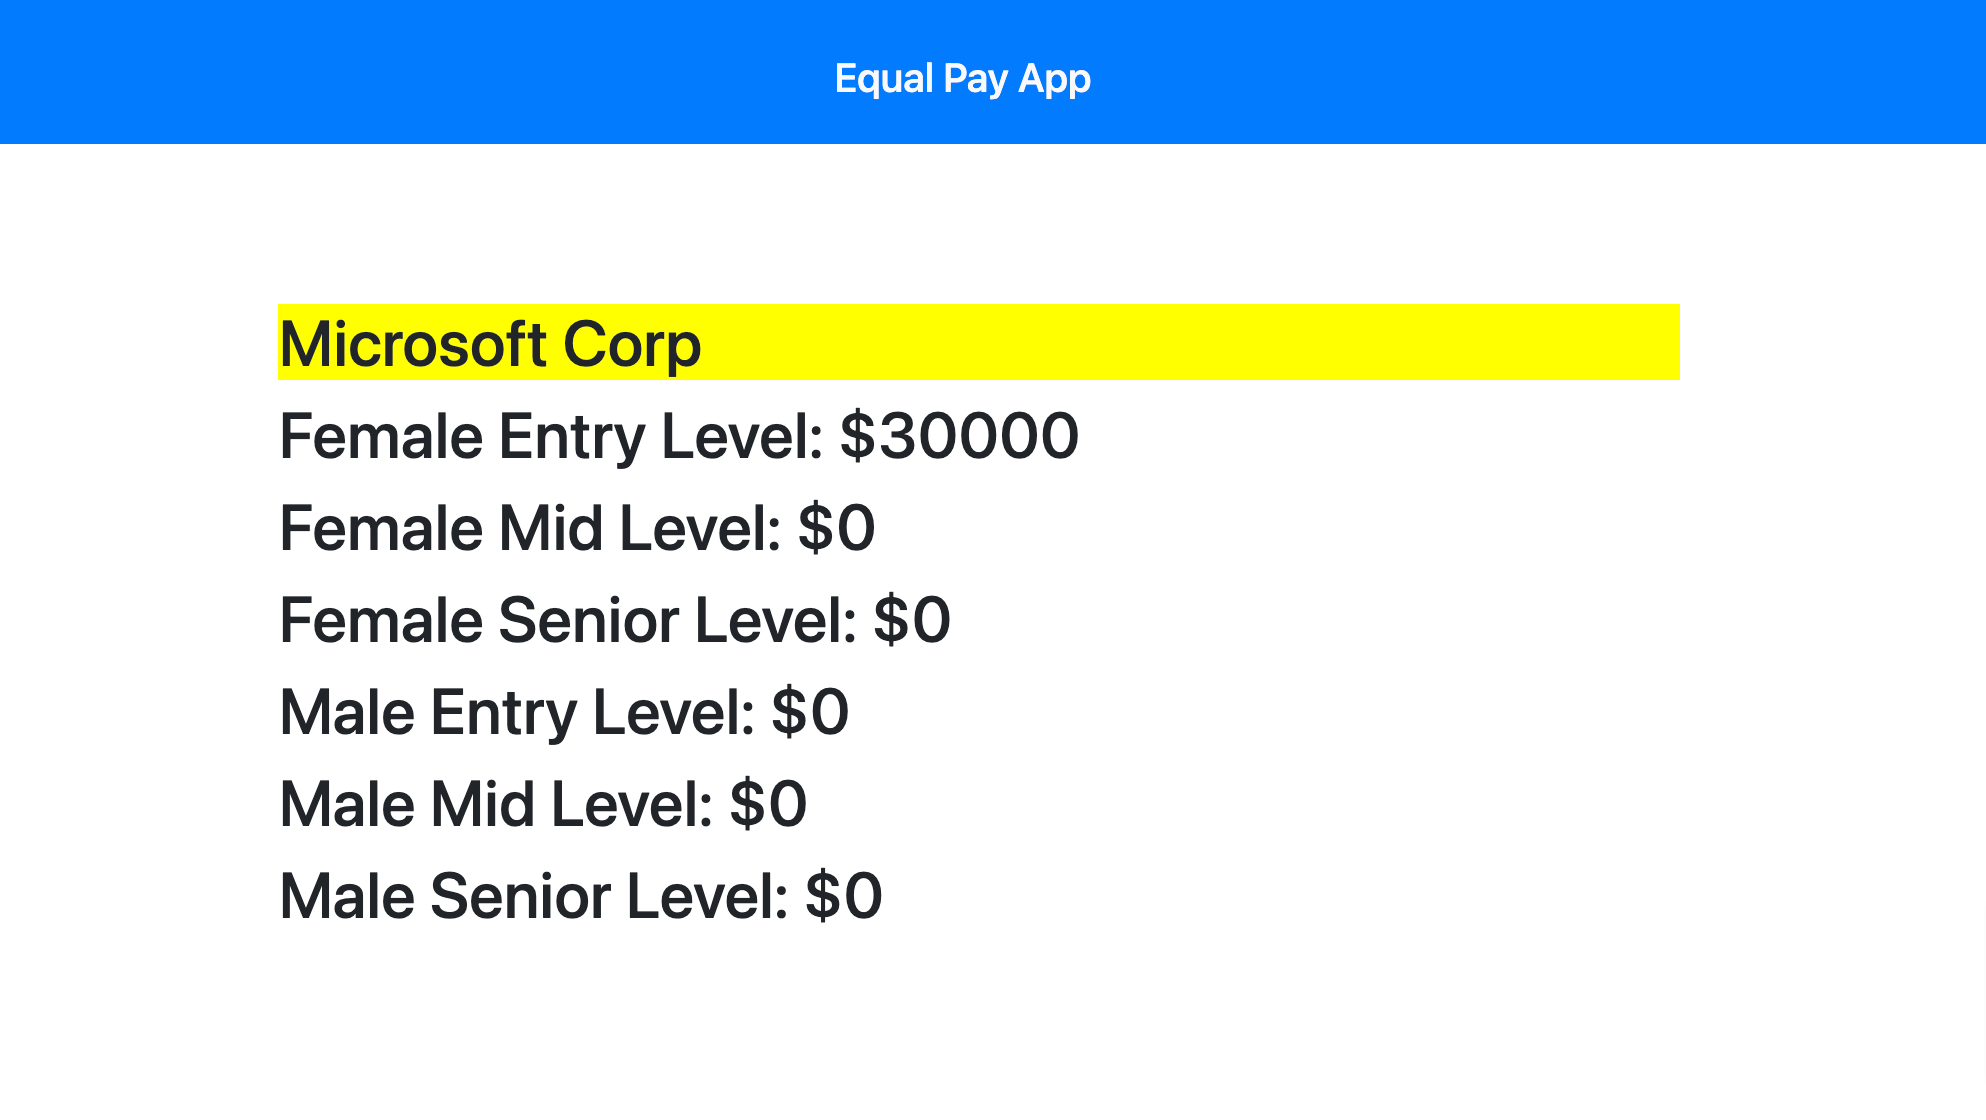 Equal Pay App
Microsoft Corp
Female Entry Level: $30000
Female Mid Level: $0
Female Senior Level: $0
Male Entry Level: $0
Male Mid Level: $0
Male Senior Level: $0